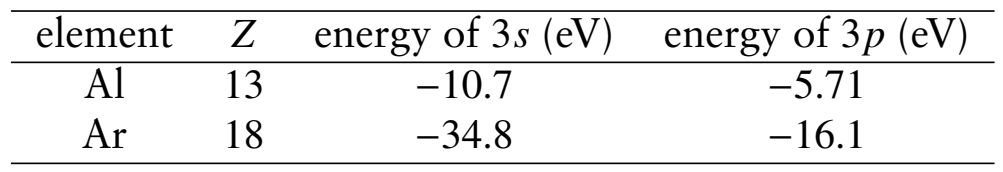 element Z energy of 3s (eV) energy of 3p (eV)
Al 13 −10.7 −5.71
Ar 18 −34.8 −16.1